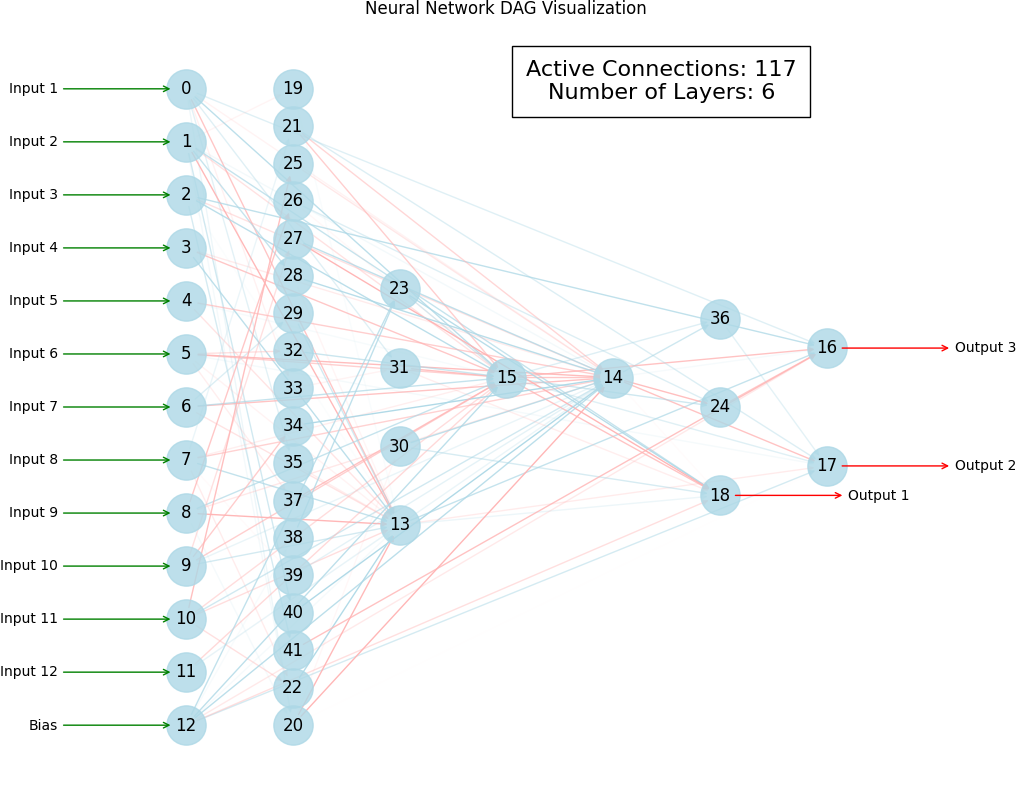 Neural Network DAG Visualization
Active Connections: 117
Number of Layers: 6
Input 1
Input 2
Input 3
Input 4
Input 5
Input 6
Input 7
Input 8
Input 9
Input 10
Input 11
Input 12
Bias
0
1
2
3
4
5
6
7
8
9
10
11
12
19
21
25
26
27
28
29
32
33
34
35
37
38
39
40
41
22
20
23
31
30
13
15
14
36
24
18
16
17
Output 3
Output 2
Output 1